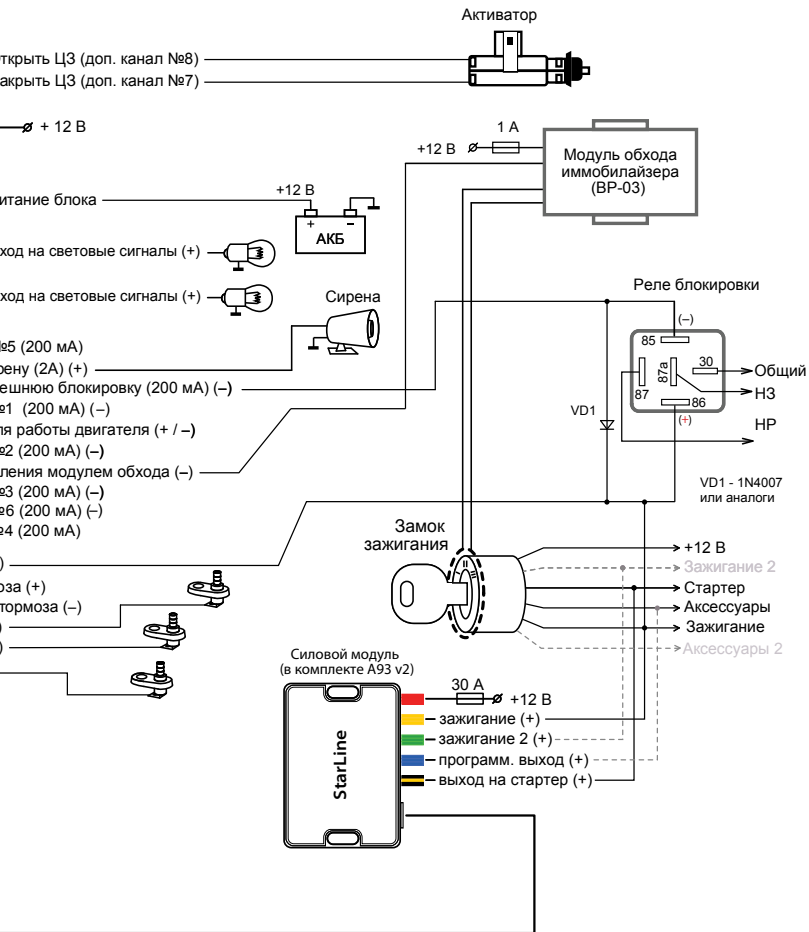 Активатор
ткрыть ЦЗ (доп. канал №8)
акрыть ЦЗ (доп. канал №7)
+ 12 В
1 А
+12 В
Модуль обхода
иммобилайзера
(BP-03)
итание блока
+12 В
+ –
АКБ
ход на световые сигналы (+)
ход на световые сигналы (+)
Сирена
Реле блокировки
(–)
85
30
87а
87
86
(+)
Общий
НЗ
НР
№5 (200 мА)
рену (2А) (+)
ешнюю блокировку (200 мА) (–)
№1 (200 мА) (–)
ля работы двигателя (+ / –)
№2 (200 мА) (–)
ления модулем обхода (–)
№3 (200 мА) (–)
№6 (200 мА) (–)
№4 (200 мА)
VD1
VD1 - 1N4007
или аналоги
)
оза (+)
тормоза (–)
)
)
Замок
зажигания
I II III
+12 В
Зажигание 2
Стартер
Аксессуары
Зажигание
Аксессуары 2
Силовой модуль
(в комплекте А93 v2)
StarLine
30 А
+12 В
зажигание (+)
зажигание 2 (+)
программ. выход (+)
выход на стартер (+)